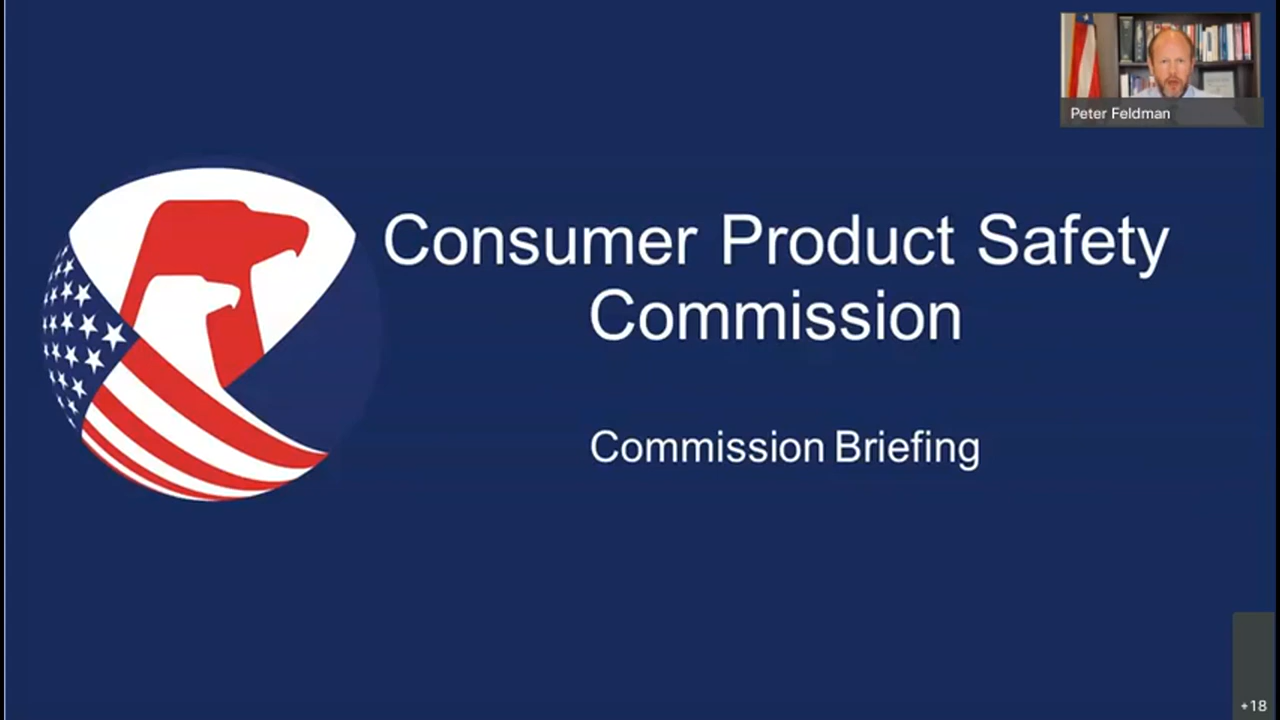 Peter Feldman
Consumer Product Safety
Commission
Commission Briefing
+18